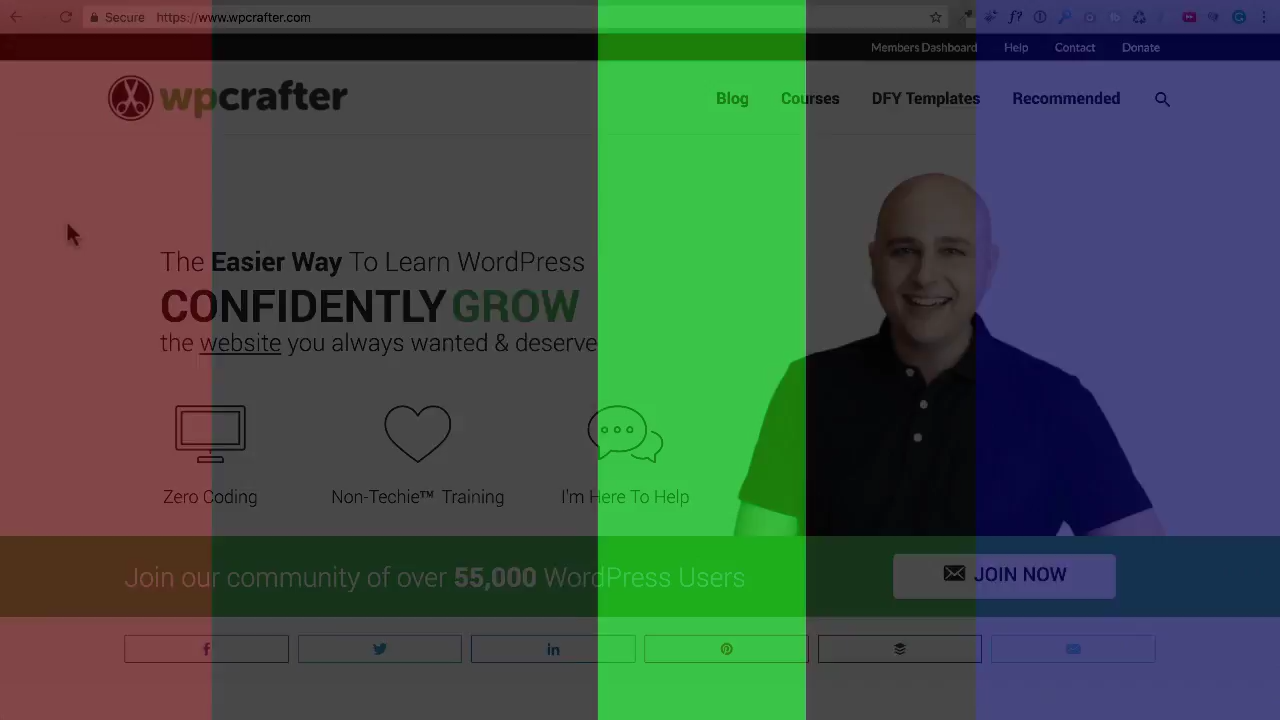 Secure https://www.wpcrafter.com
f?
Members Dashboard Help Contact Donate
wpcrafter
Blog Courses DFY Templates Recommended
The Easier Way To Learn WordPress
CONFIDENTLY GROW
the website you always wanted & deserve
Zero Coding Non-Techie™ Training I'm Here To Help
Join our community of over 55,000 WordPress Users
JOIN NOW